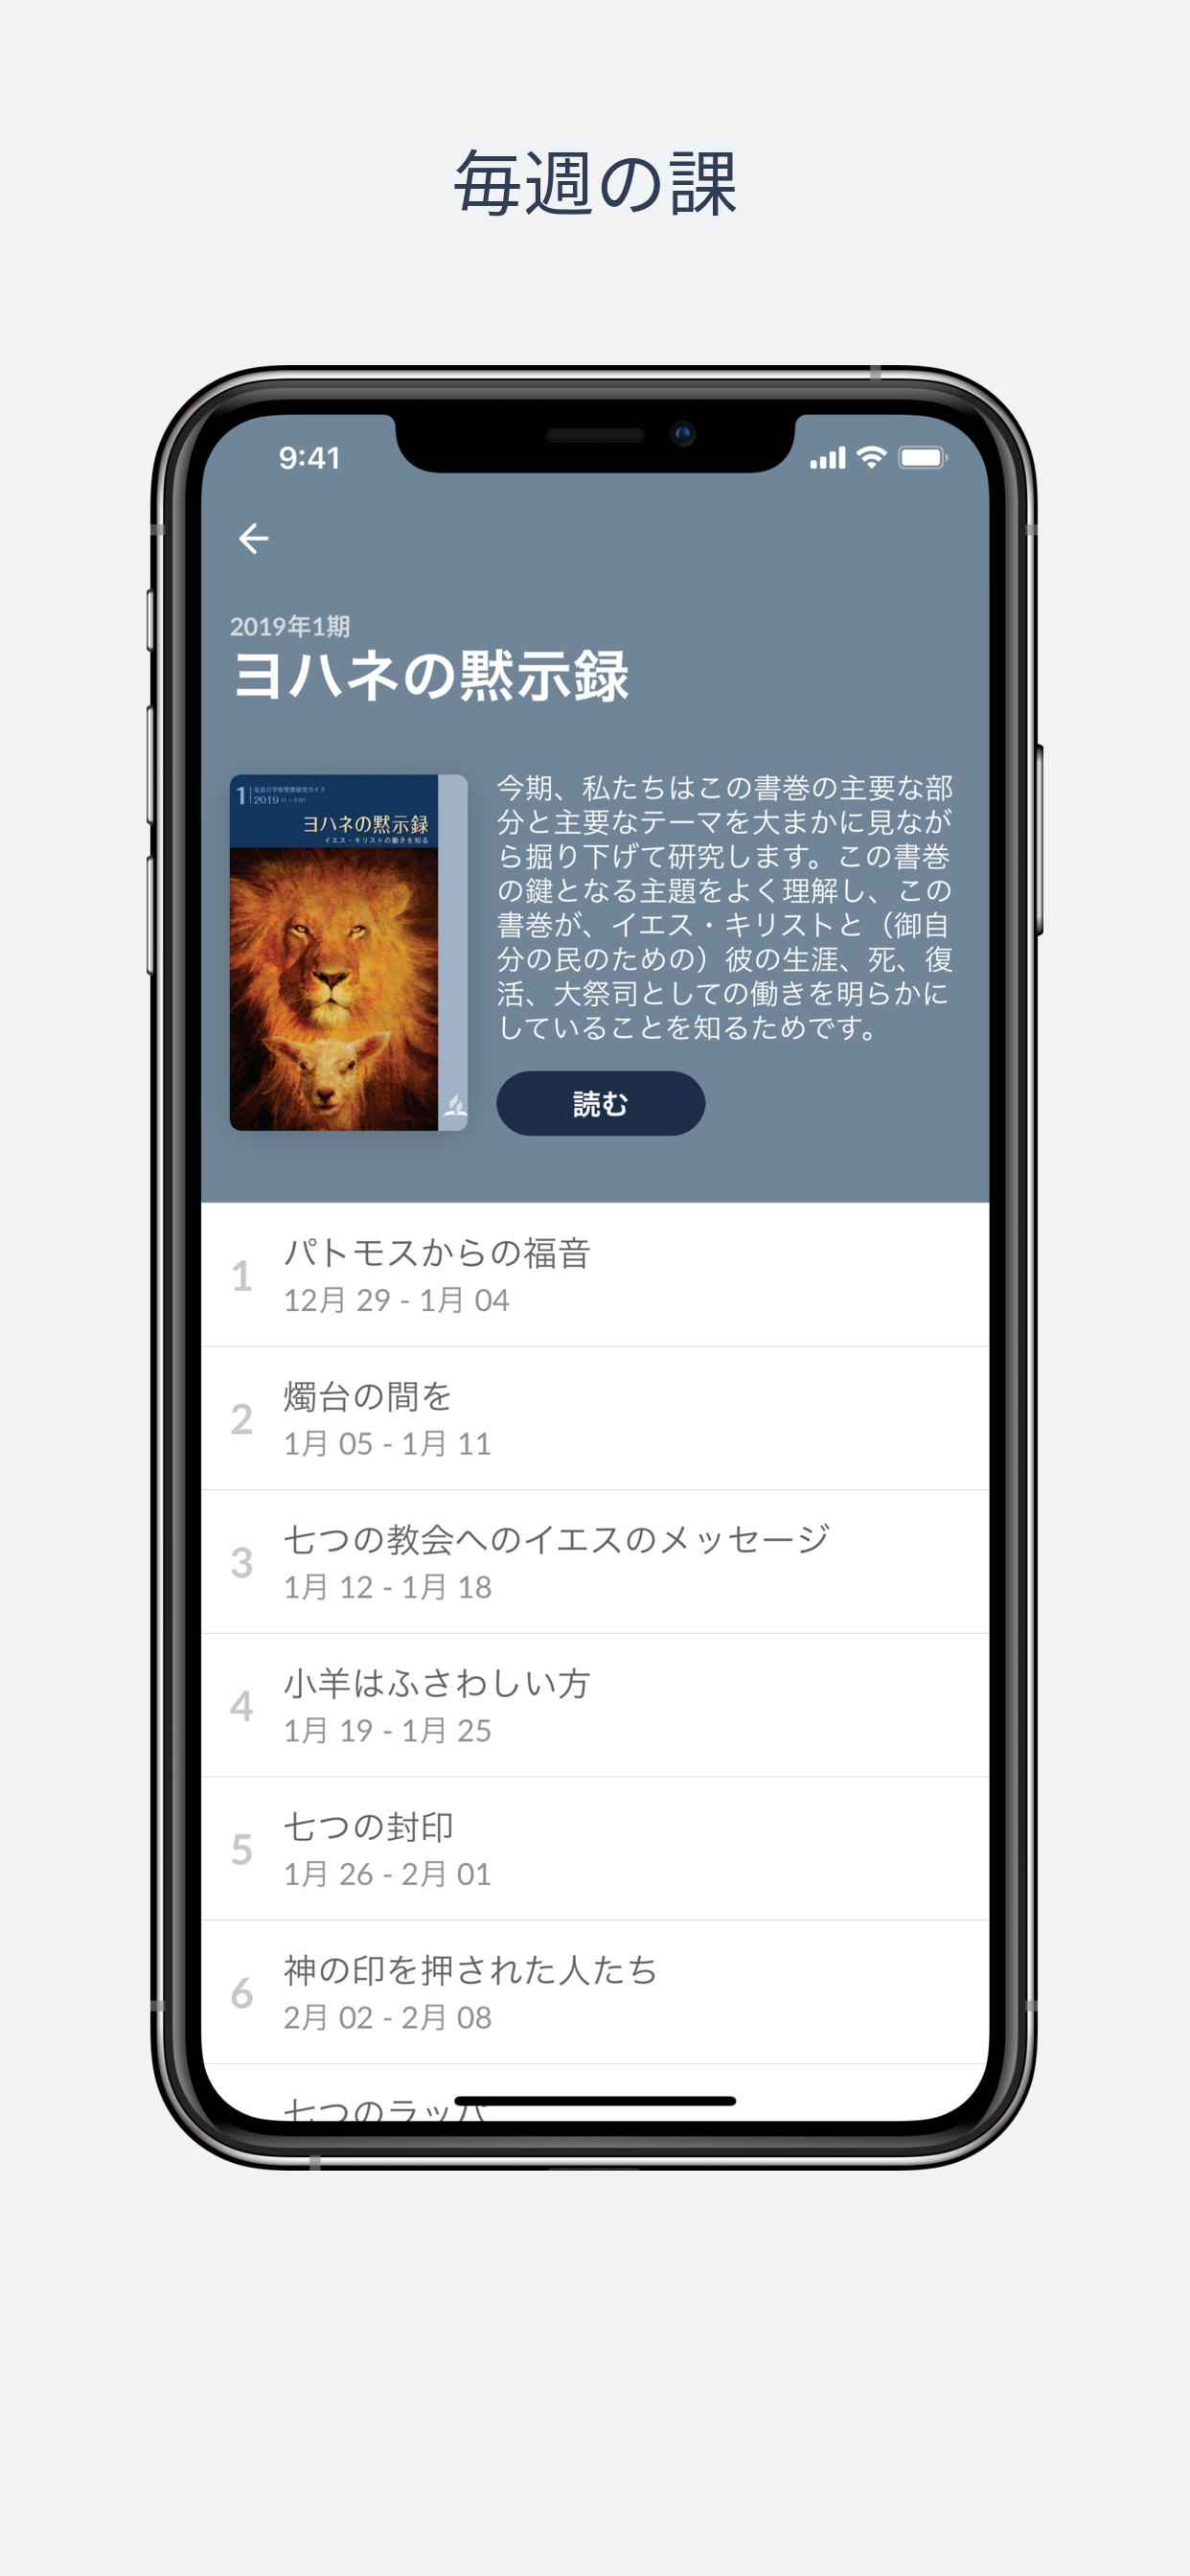 毎週の課
9:41
2019年1期
ヨハネの黙示録
1 安息日学校聖書研究ガイド
2019 (1~3月)
ヨハネの黙示録
イエス・キリストの働きを知る
今期、私たちはこの書巻の主要な部
分と主要なテーマを大まかに見なが
ら掘り下げて研究します。この書巻
の鍵となる主題をよく理解し、この
書巻が、イエス・キリストと（御自
分の民のための）彼の生涯、死、復
活、大祭司としての働きを明らかに
していることを知るためです。
読む
1
パトモスからの福音
12月 29 - 1月 04
2
燭台の間を
1月 05 - 1月 11
3
七つの教会へのイエスのメッセージ
1月 12 - 1月 18
4
小羊はふさわしい方
1月 19 - 1月 25
5
七つの封印
1月 26 - 2月 01
6
神の印を押された人たち
2月 02 - 2月 08
七つのラッパ